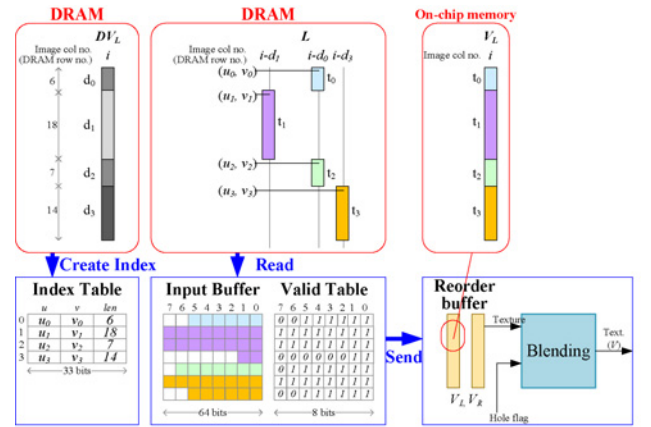 DRAM
DV_L
Image col no.
(DRAM row no.)
i
6
18
7
14
d_0
d_1
d_2
d_3
DRAM
L
Image col no.
(DRAM row no.)
i-d_1
i-d_0
i-d_3
(u_0, v_0)
(u_1, v_1)
(u_2, v_2)
(u_3, v_3)
t_0
t_1
t_2
t_3
On-chip memory
V_L
Image col no.
i
t_0
t_1
t_2
t_3
Create Index
Read
Index Table
u v len
0 u_0 v_0 6
1 u_1 v_1 18
2 u_2 v_2 7
3 u_3 v_3 14
33 bits
Input Buffer
7 6 5 4 3 2 1 0
64 bits
Valid Table
7 6 5 4 3 2 1 0
0 0 1 1 1 1 1 1
1 1 1 1 1 1 1 1
1 1 1 1 1 1 1 1
0 0 0 0 0 0 1 1
0 1 1 1 1 1 1 1
1 1 1 1 1 1 1 1
0 0 1 1 1 1 1 1
8 bits
Send
Reorder
buffer
Texture
Blending
Text.
(V)
V_L, V_R
Hole flag